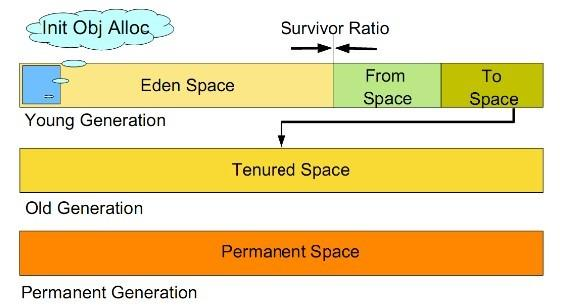 Init Obj Alloc
Survivor Ratio
Eden Space
From
Space
To
Space
Young Generation
Tenured Space
Old Generation
Permanent Space
Permanent Generation